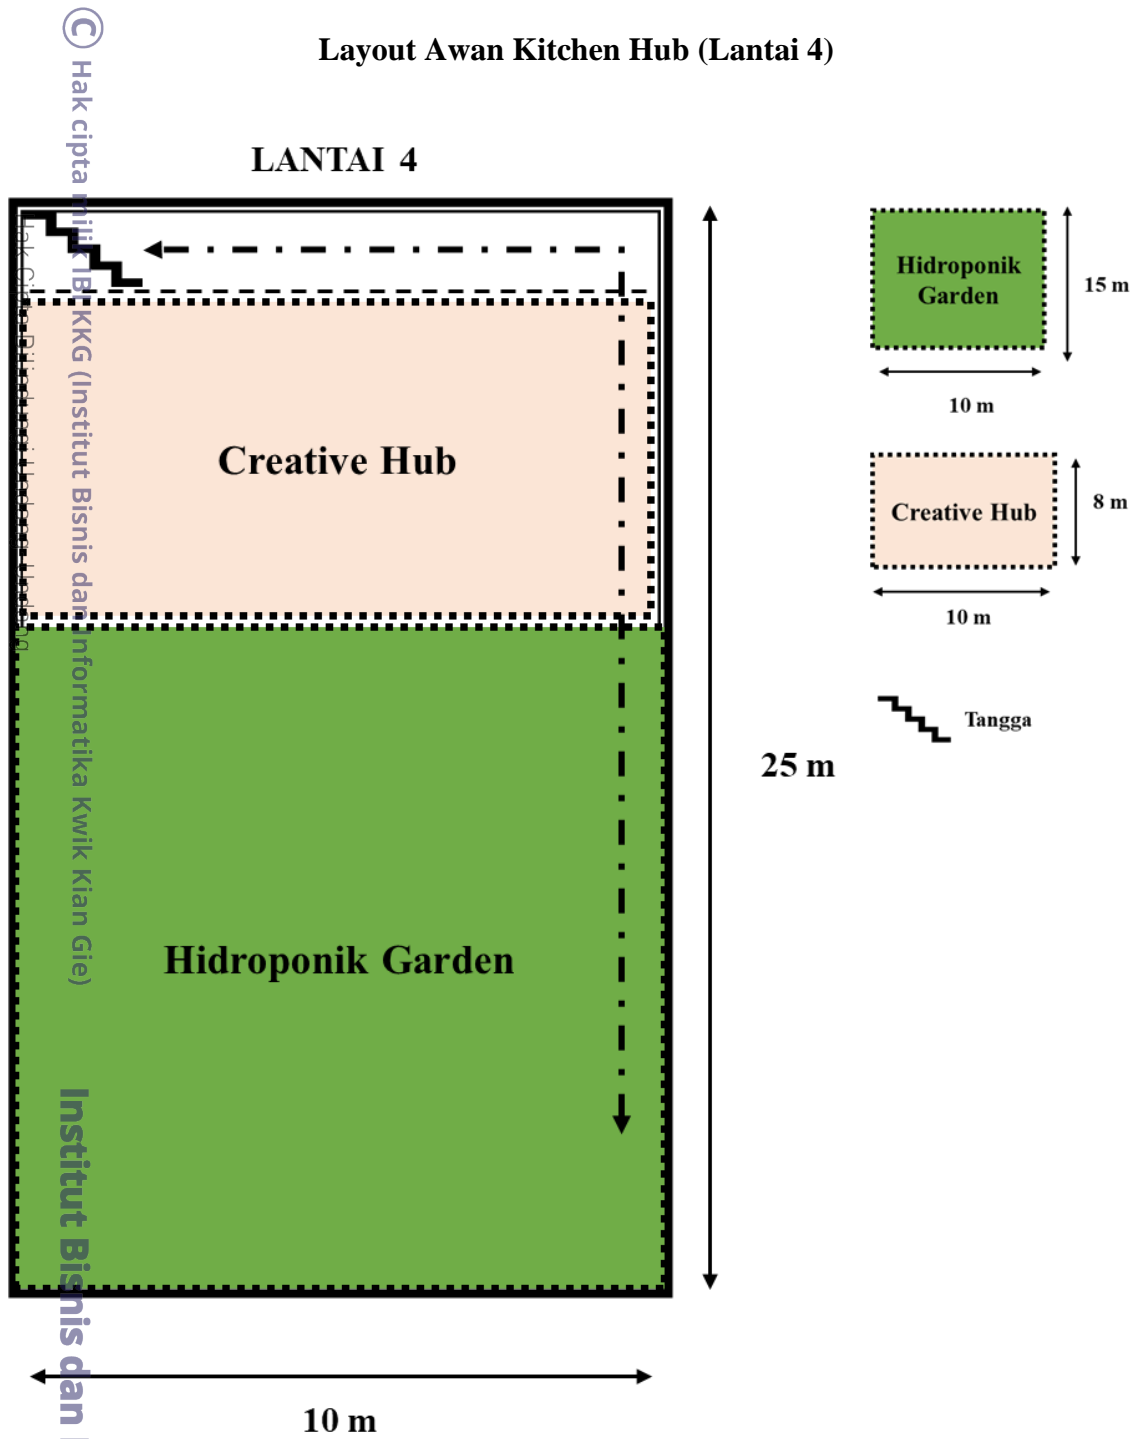 Layout Awan Kitchen Hub (Lantai 4)
LANTAI 4
Creative Hub
Hidroponik Garden
25 m
10 m
Hidroponik
Garden
15 m
10 m
Creative Hub
8 m
10 m
Tangga
© Hak cipta milik IBI KKG (Institut Bisnis dan Informatika Kwik Kian Gie)
Institut Bisnis dan